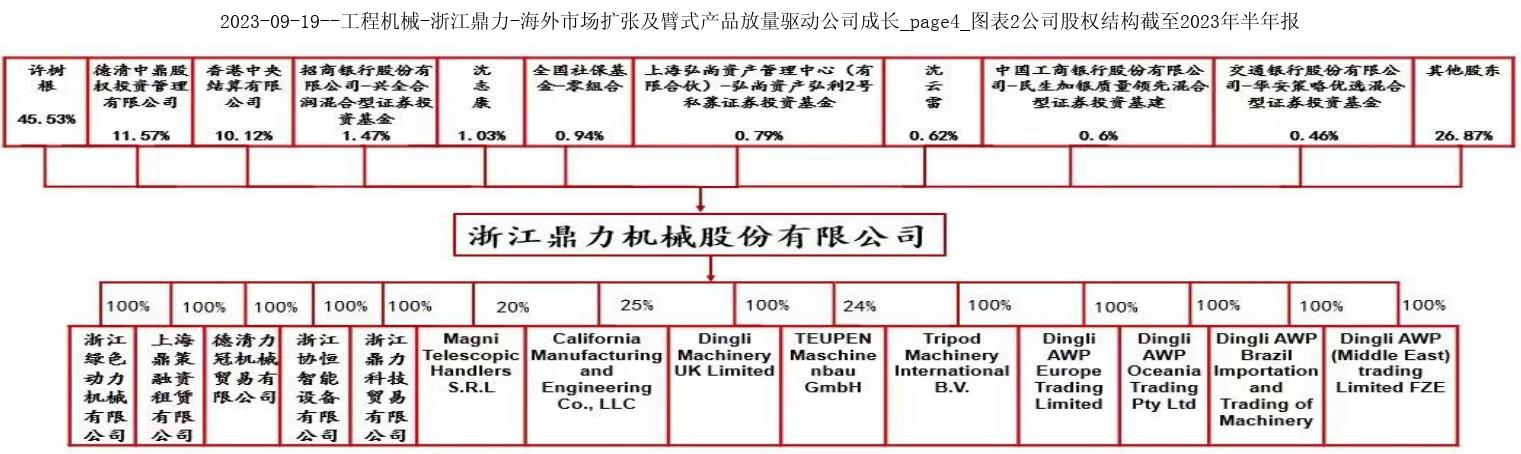 2023-09-19--工程机械-浙江鼎力-海外市场扩张及臂式产品放量驱动公司成长_page4_图表2公司股权结构截至2023年半年报
许树
根
45.53%
德清中鼎股
权投资管理
有限公司
11.57%
香港中央
结算有限
公司
10.12%
招商银行股份有
限公司-兴全合
润混合型证券投
资基金
1.47%
沈
志
康
1.03%
全国社保基
金-零组合
0.94%
上海弘尚资产管理中心（有
限合伙）-弘尚资产弘利2号
私募证券投资基金
0.79%
沈
云
雷
0.62%
中国工商银行股份有限公
司-民生加银质量领先混合
型证券投资基建
0.6%
交通银行股份有限公
司-华安策略优选混合
型证券投资基金
0.46%
其他股东
26.87%
浙江鼎力机械股份有限公司
100%
100%
100%
100%
100%
20%
25%
100%
24%
100%
100%
100%
100%
100%
浙江
绿色
动力
机械
有限
公司
上海
鼎策
融资
租赁
有限
公司
德清力
冠机械
贸易有
限公司
浙江
协恒
智能
设备
有限
公司
浙江
鼎力
科技
贸易
有限
公司
Magni
Telescopic
Handlers
S.R.L
California
Manufacturing
and
Engineering
Co., LLC
Dingli
Machinery
UK Limited
TEUPEN
Maschine
nbau
GmbH
Tripod
Machinery
International
B.V.
Dingli
AWP
Europe
Trading
Limited
Dingli
AWP
Oceania
Trading
Pty Ltd
Dingli AWP
Brazil
Importation
and
Trading of
Machinery
Dingli AWP
(Middle East)
trading
Limited FZE